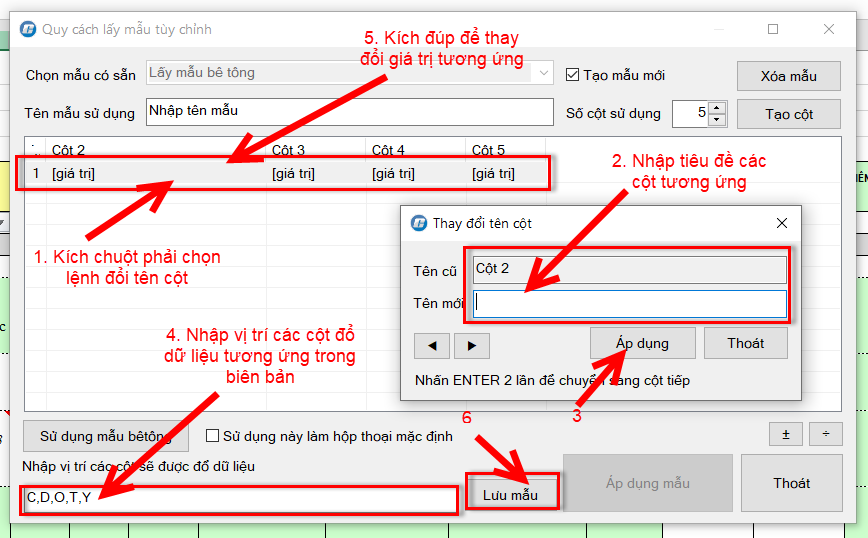 Quy cách lấy mẫu tùy chỉnh
5. Kích đúp để thay
đổi giá trị tương ứng
Chọn mẫu có sẵn
Lấy mẫu bê tông
Tạo mẫu mới
Xóa mẫu
Tên mẫu sử dụng
Nhập tên mẫu
Số cột sử dụng
5
Tạo cột
Cột 2
Cột 3
Cột 4
Cột 5
1
[giá trị]
[giá trị]
[giá trị]
[giá trị]
2. Nhập tiêu đề các
cột tương ứng
1. Kích chuột phải chọn
lệnh đổi tên cột
Thay đổi tên cột
Tên cũ
Cột 2
Tên mới
Áp dụng
Thoát
Nhấn ENTER 2 lần để chuyển sang cột tiếp
3
4. Nhập vị trí các cột đổ
dữ liệu tương ứng trong
biên bản
6
Sử dụng mẫu bêtông
Sử dụng này làm hộp thoại mặc định
±
÷
Nhập vị trí các cột sẽ được đổ dữ liệu
C,D,O,T,Y
Lưu mẫu
Áp dụng mẫu
Thoát